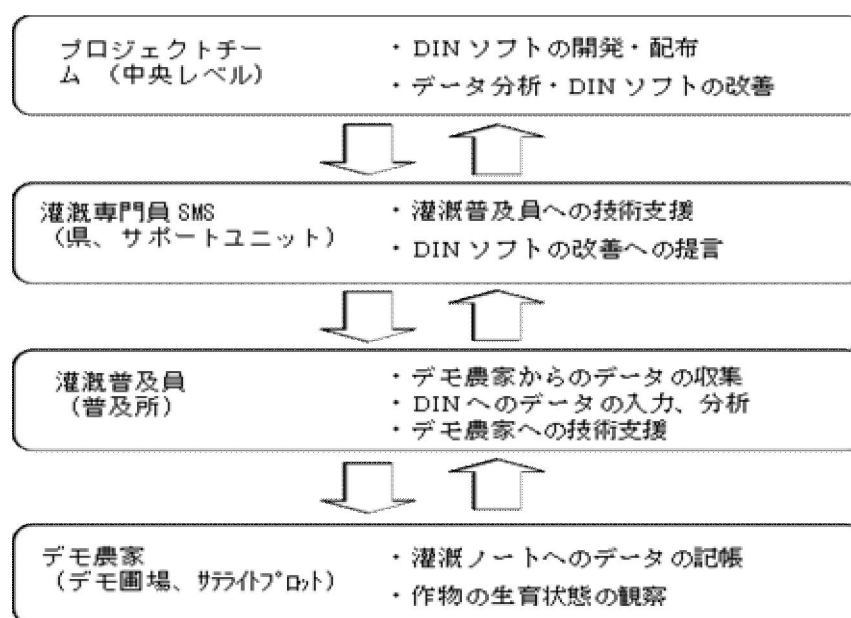 プロジェクトチー
ム （中央レベル）
・DIN ソフトの開発・配布
・データ分析・DIN ソフトの改善
灌漑専門員 SMS
（県、サポートユニット）
・灌漑普及員への技術支援
・DIN ソフトの改善への提言
灌漑普及員
（普及所）
・デモ農家からのデータの収集
・DIN へのデータの入力、分析
・デモ農家への技術支援
デモ農家
（デモ圃場、ｻﾃﾗｲﾄﾌﾟﾛｯﾄ）
・灌漑ノートへのデータの記帳
・作物の生育状態の観察